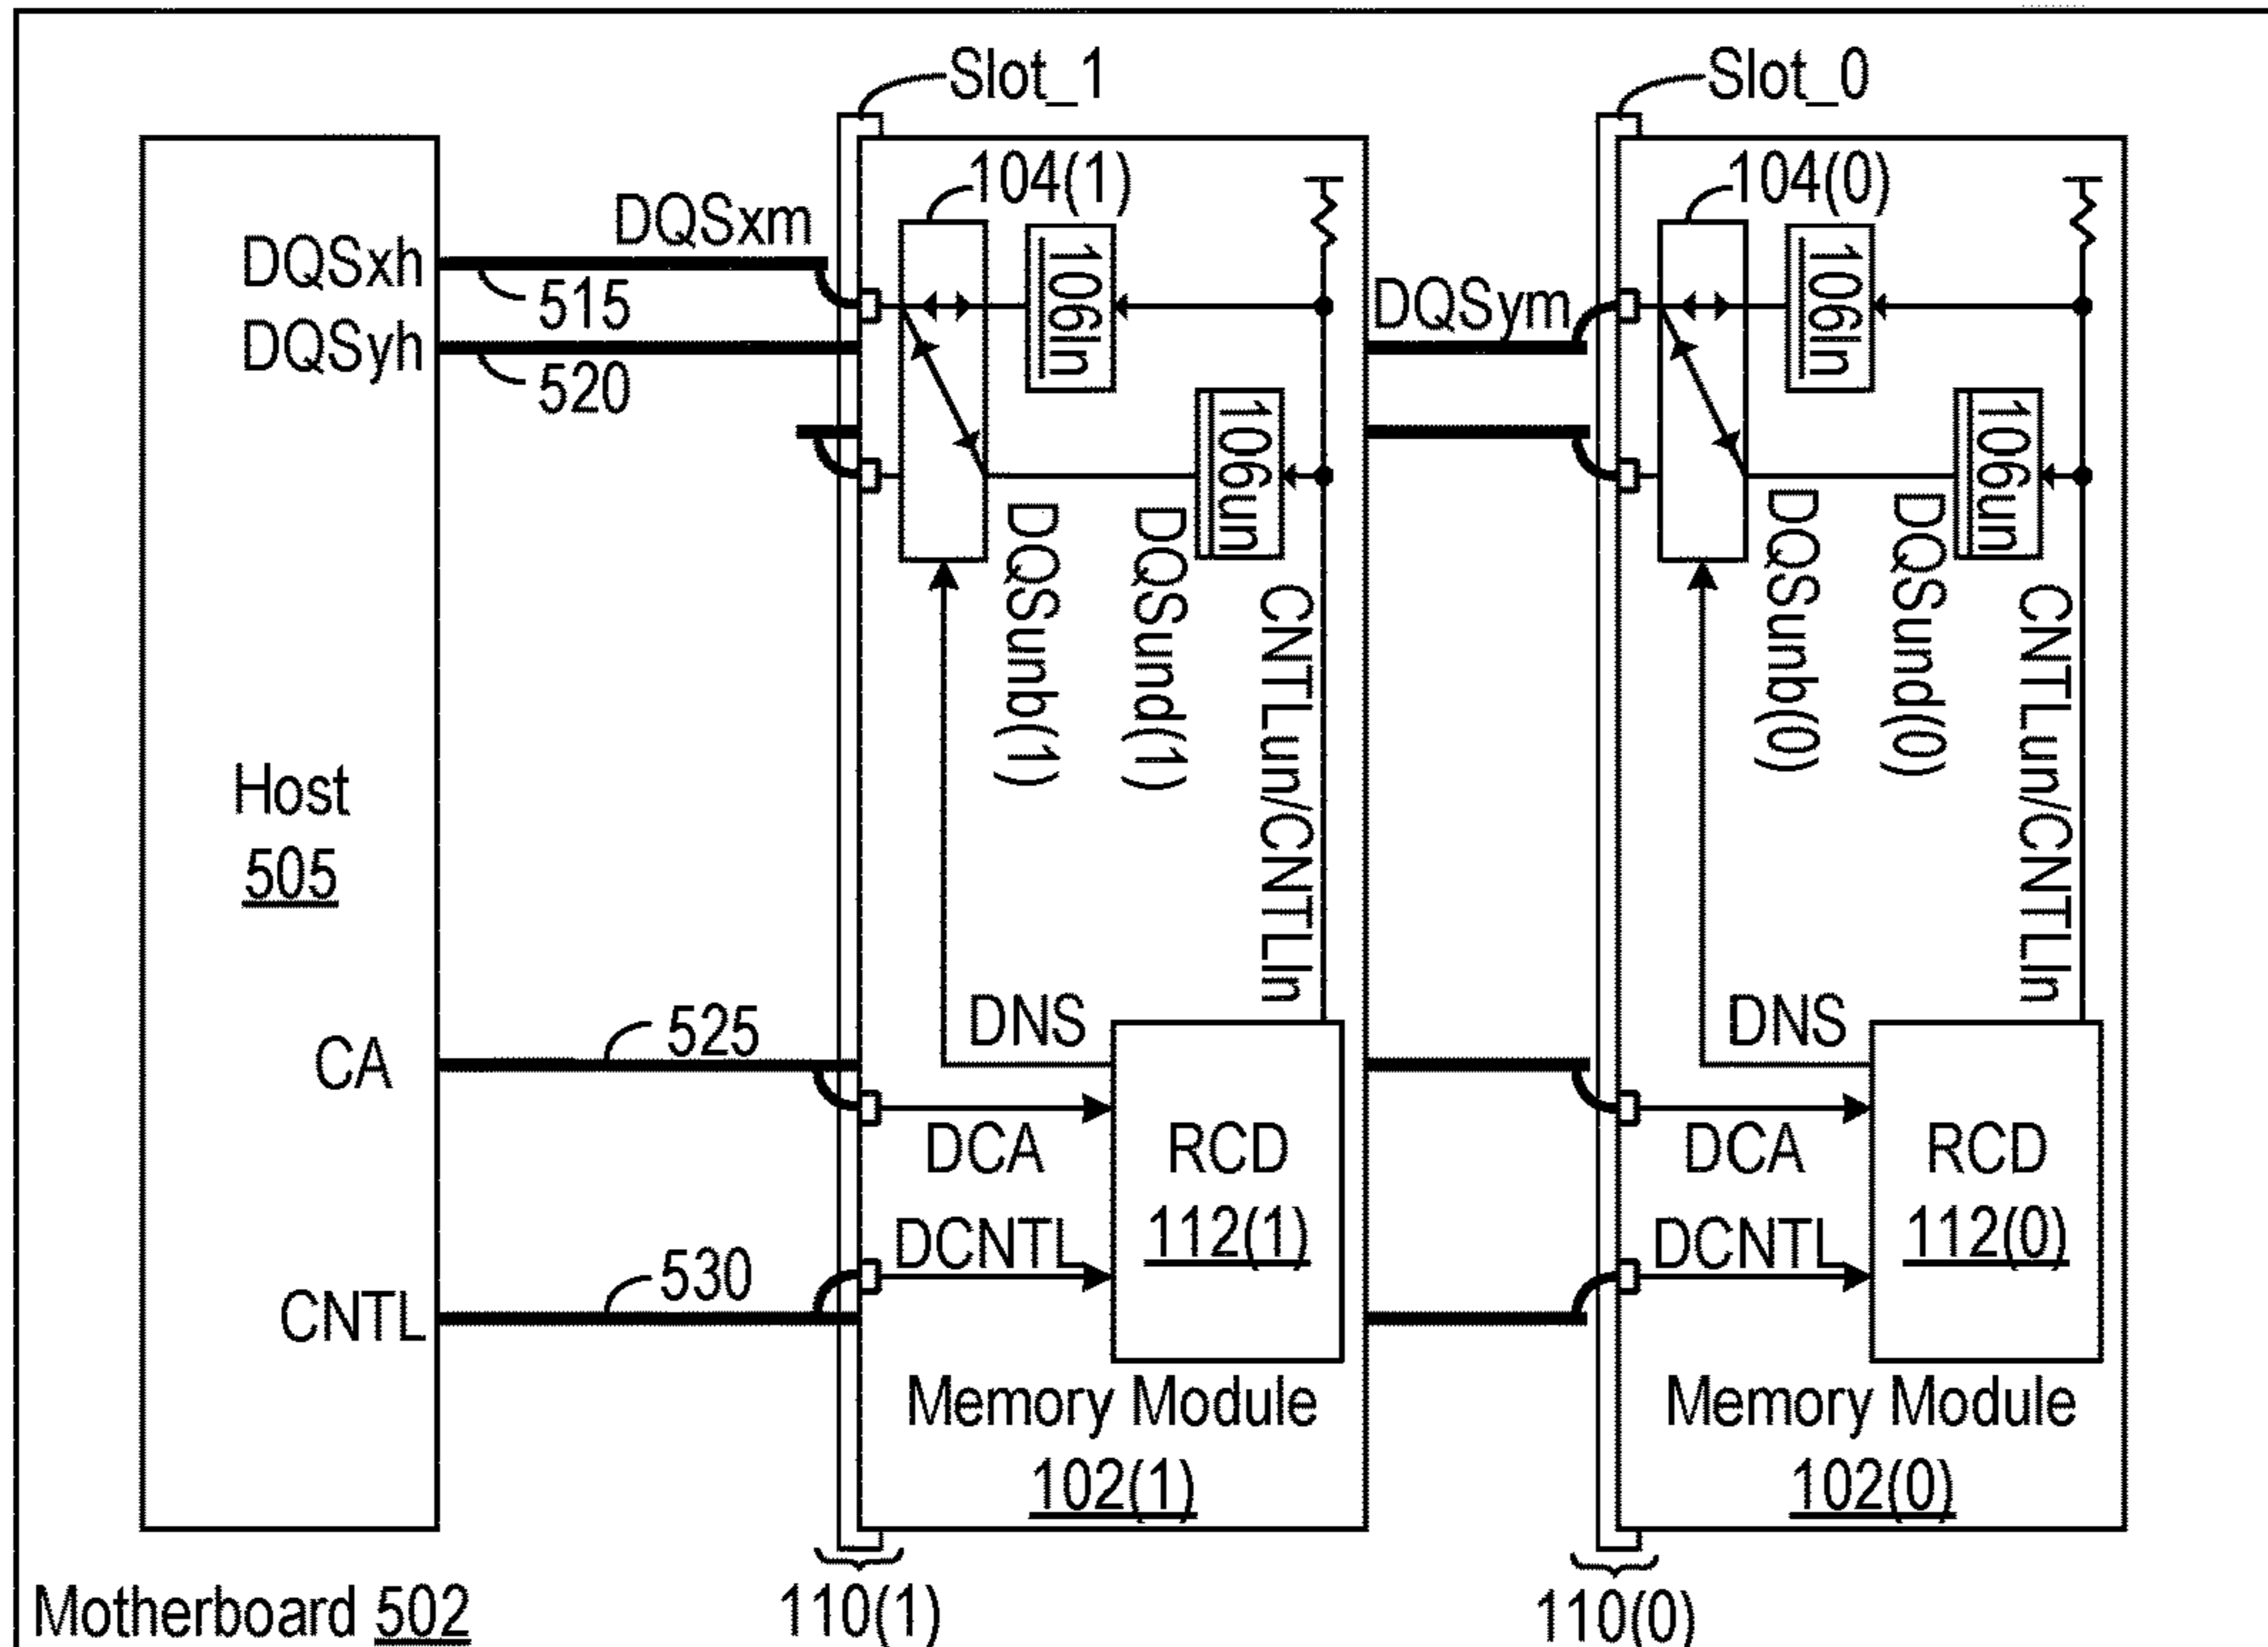 Slot_1
Slot_0
104(1)
104(0)
DQSxm
DQSxh
515
106ln
DQSym
106ln
DQSyh
520
106un
106un
DQSunb(1)
DQSund(1)
CNTLun/CNTLln
DQSunb(0)
DQSund(0)
CNTLun/CNTLln
Host
505
525
DNS
DNS
CA
DCA
RCD
112(1)
DCA
RCD
112(0)
530
DCNTL
DCNTL
CNTL
Memory Module
102(1)
Memory Module
102(0)
Motherboard 502
110(1)
110(0)